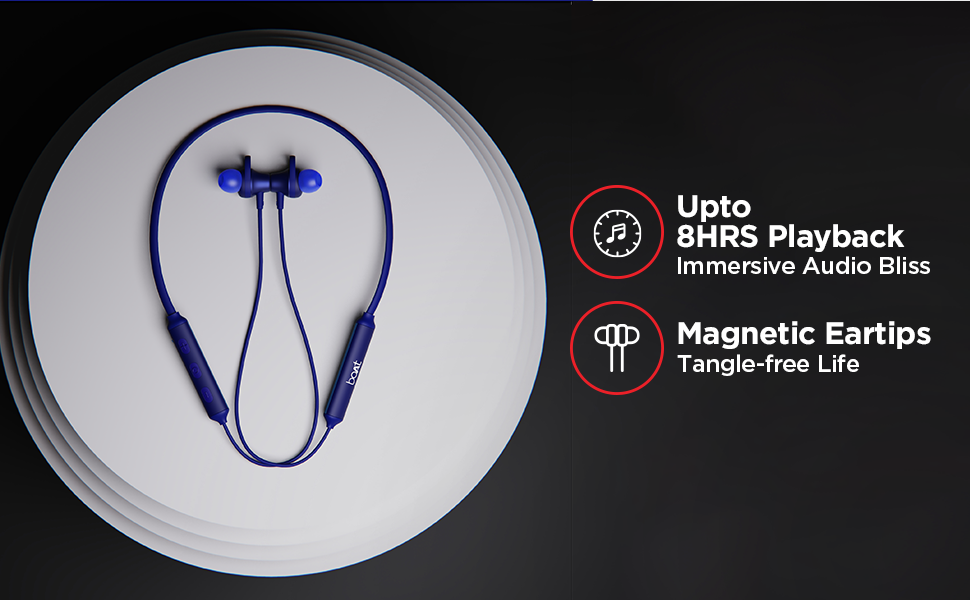 boAt
Upto
8HRS Playback
Immersive Audio Bliss
Magnetic Eartips
Tangle-free Life